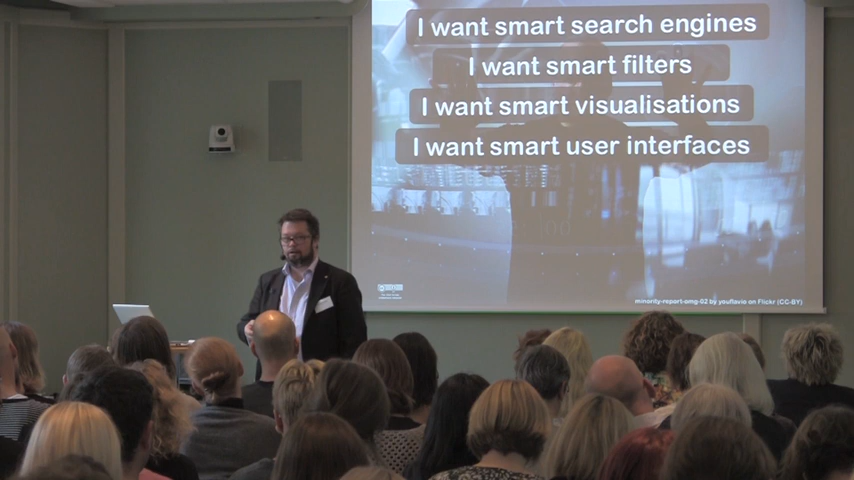 I want smart search engines
I want smart filters
I want smart visualisations
I want smart user interfaces
minority-report-omg-02 by youflavio on Flickr (CC-BY)